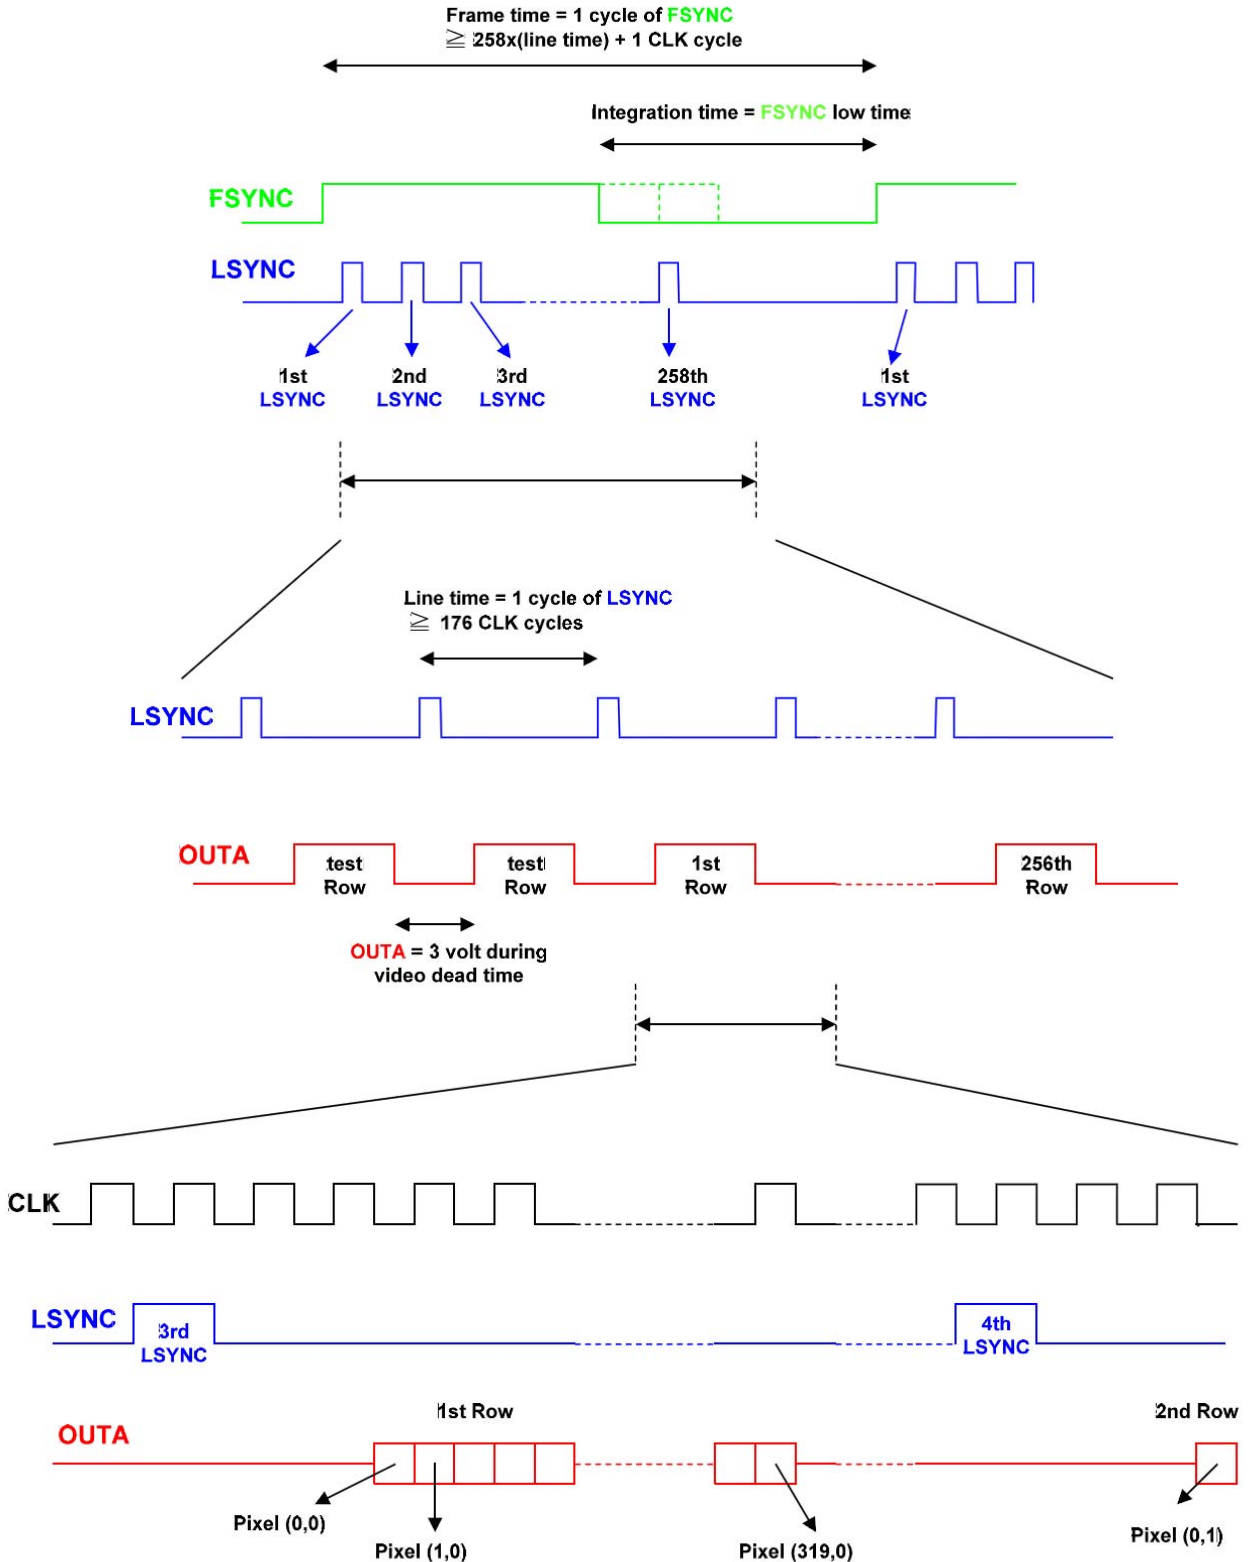 Frame time = 1 cycle of FSYNC
≧ 258x(line time) + 1 CLK cycle
Integration time = FSYNC low time
FSYNC
LSYNC
1st
LSYNC
2nd
LSYNC
3rd
LSYNC
258th
LSYNC
1st
LSYNC
Line time = 1 cycle of LSYNC
≧ 176 CLK cycles
LSYNC
OUTA
test
Row
test
Row
1st
Row
256th
Row
OUTA = 3 volt during
video dead time
CLK
LSYNC
3rd
LSYNC
4th
LSYNC
1st Row
2nd Row
OUTA
Pixel (0,0)
Pixel (1,0)
Pixel (319,0)
Pixel (0,1)